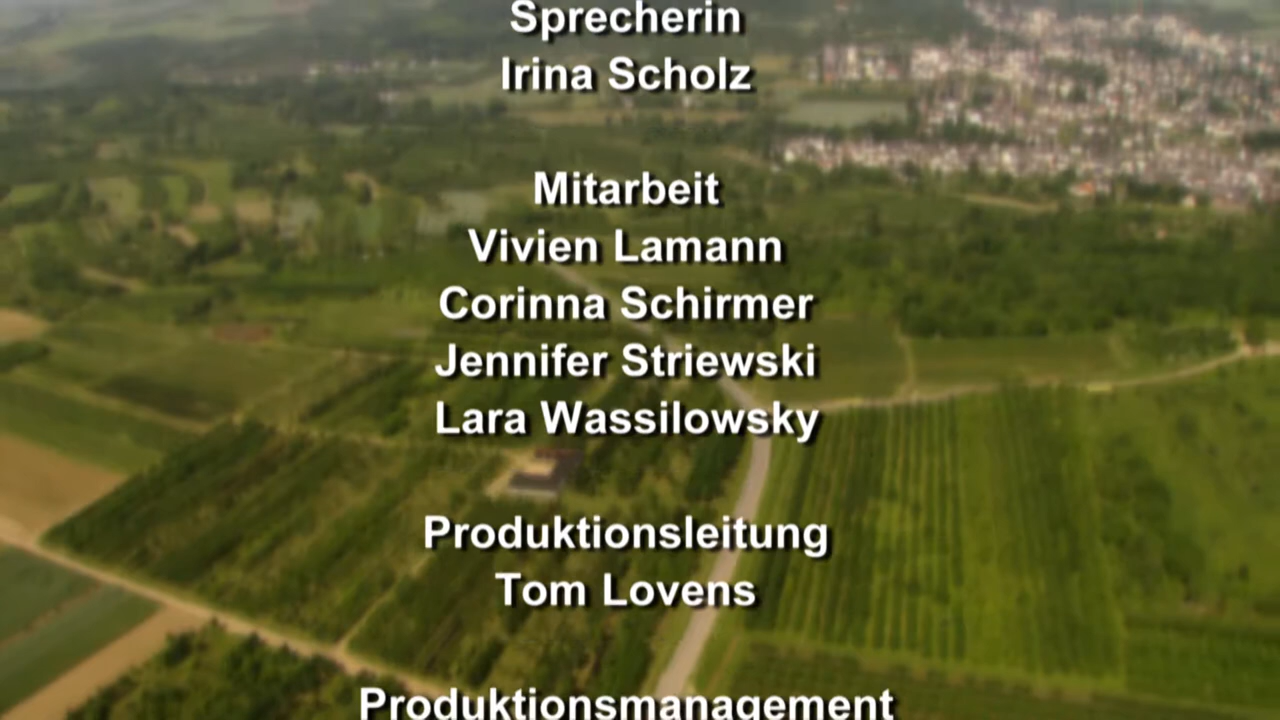 Sprecherin
Irina Scholz
Mitarbeit
Vivien Lamann
Corinna Schirmer
Jennifer Striewski
Lara Wassilowsky
Produktionsleitung
Tom Lovens
Produktionsmanagement